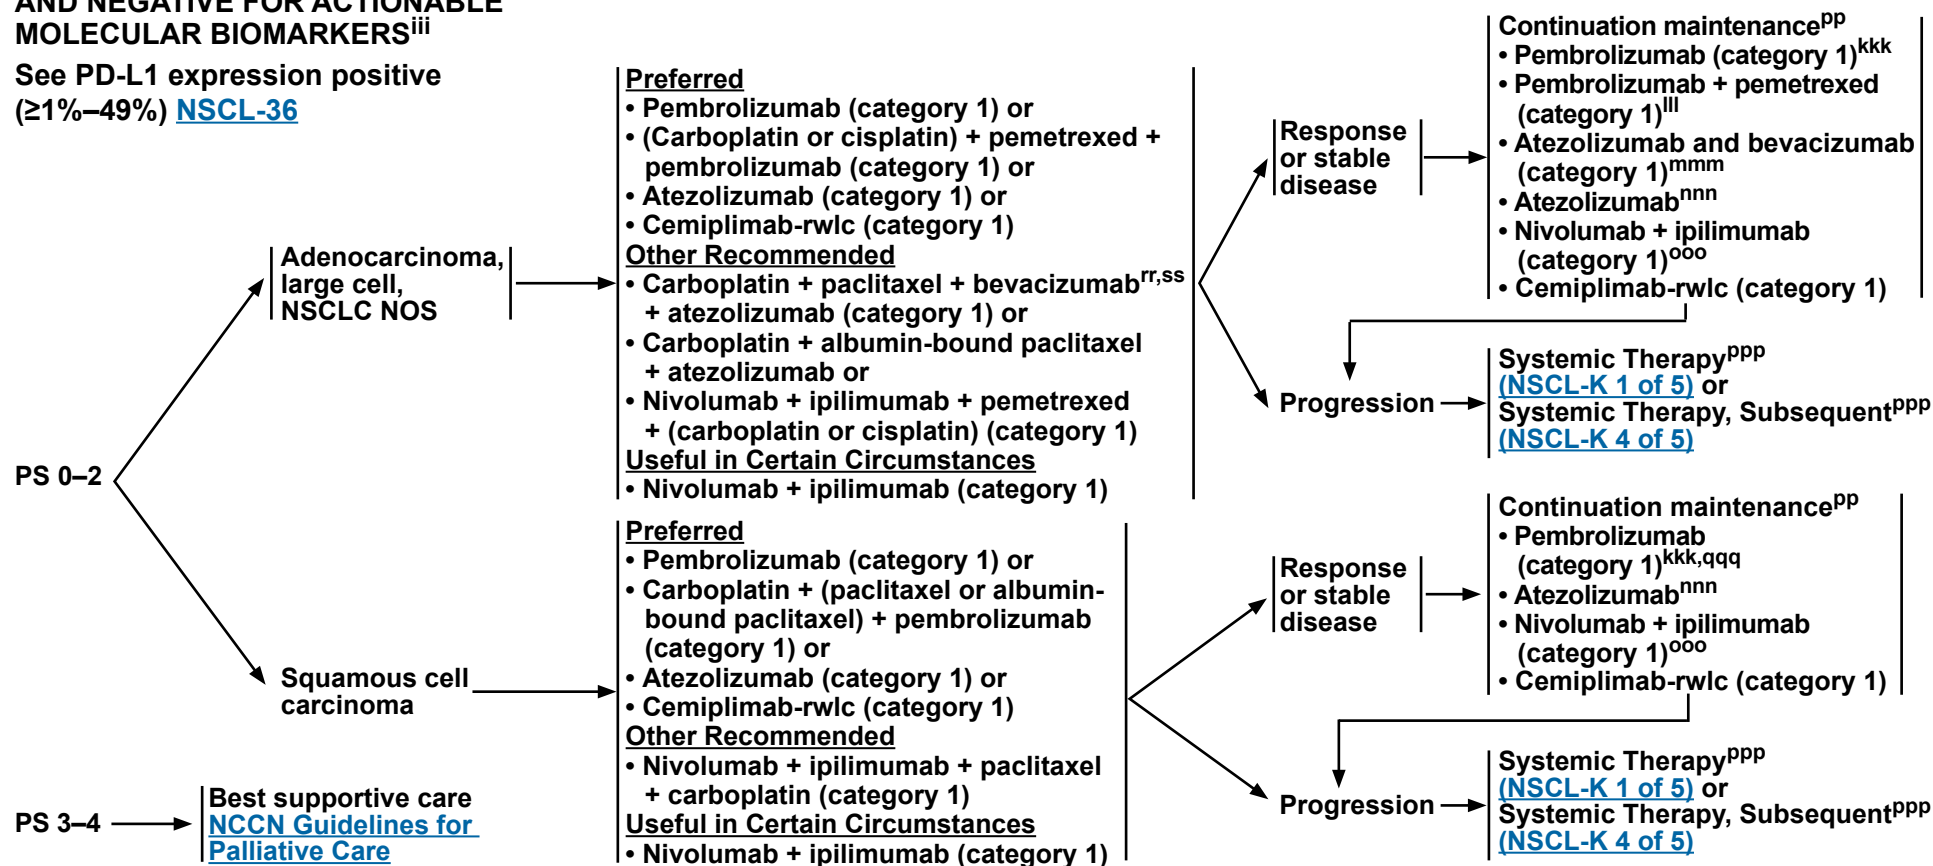 AND NEGATIVE FOR ACTIONABLE
MOLECULAR BIOMARKERSiii
See PD-L1 expression positive
(≥1%–49%) NSCL-36
PS 0–2
Adenocarcinoma,
large cell,
NSCLC NOS
Preferred
• Pembrolizumab (category 1) or
• (Carboplatin or cisplatin) + pemetrexed +
pembrolizumab (category 1) or
• Atezolizumab (category 1) or
• Cemiplimab-rwlc (category 1)
Other Recommended
• Carboplatin + paclitaxel + bevacizumabrr,ss
+ atezolizumab (category 1) or
• Carboplatin + albumin-bound paclitaxel
+ atezolizumab or
• Nivolumab + ipilimumab + pemetrexed
+ (carboplatin or cisplatin) (category 1)
Useful in Certain Circumstances
• Nivolumab + ipilimumab (category 1)
Response
or stable
disease
Continuation maintenancepp
• Pembrolizumab (category 1)kkk
• Pembrolizumab + pemetrexed
(category 1)lll
• Atezolizumab and bevacizumab
(category 1)mmm
• Atezolizumabnnn
• Nivolumab + ipilimumab
(category 1)ooo
• Cemiplimab-rwlc (category 1)
Progression
Systemic Therapyppp
(NSCL-K 1 of 5) or
Systemic Therapy, Subsequentppp
(NSCL-K 4 of 5)
Squamous cell
carcinoma
Preferred
• Pembrolizumab (category 1) or
• Carboplatin + (paclitaxel or albumin-
bound paclitaxel) + pembrolizumab
(category 1) or
• Atezolizumab (category 1) or
• Cemiplimab-rwlc (category 1)
Other Recommended
• Nivolumab + ipilimumab + paclitaxel
+ carboplatin (category 1)
Useful in Certain Circumstances
• Nivolumab + ipilimumab (category 1)
Response
or stable
disease
Continuation maintenancepp
• Pembrolizumab
(category 1)kkk,qqq
• Atezolizumabnnn
• Nivolumab + ipilimumab
(category 1)ooo
• Cemiplimab-rwlc (category 1)
Progression
Systemic Therapyppp
(NSCL-K 1 of 5) or
Systemic Therapy, Subsequentppp
(NSCL-K 4 of 5)
PS 3–4
Best supportive care
NCCN Guidelines for
Palliative Care